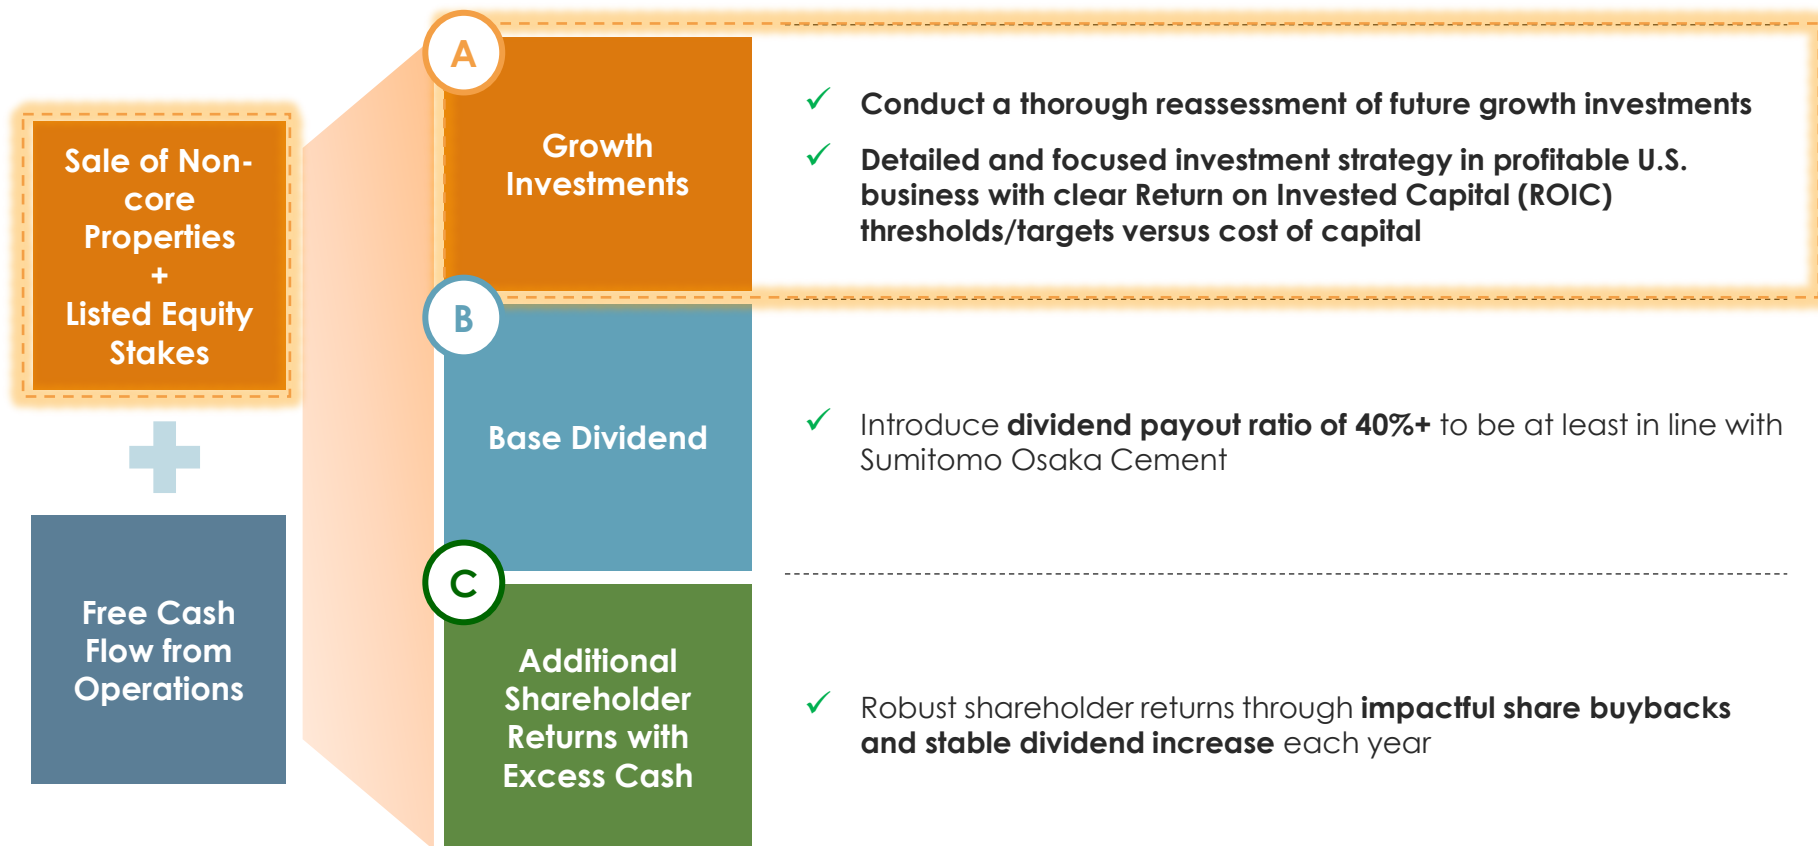 Sale of Non-
core
Properties
+
Listed Equity
Stakes
Free Cash
Flow from
Operations
A
Growth
Investments
✓ Conduct a thorough reassessment of future growth investments
✓ Detailed and focused investment strategy in profitable U.S.
business with clear Return on Invested Capital (ROIC)
thresholds/targets versus cost of capital
B
Base Dividend
✓ Introduce dividend payout ratio of 40%+ to be at least in line with
Sumitomo Osaka Cement
C
Additional
Shareholder
Returns with
Excess Cash
✓ Robust shareholder returns through impactful share buybacks
and stable dividend increase each year